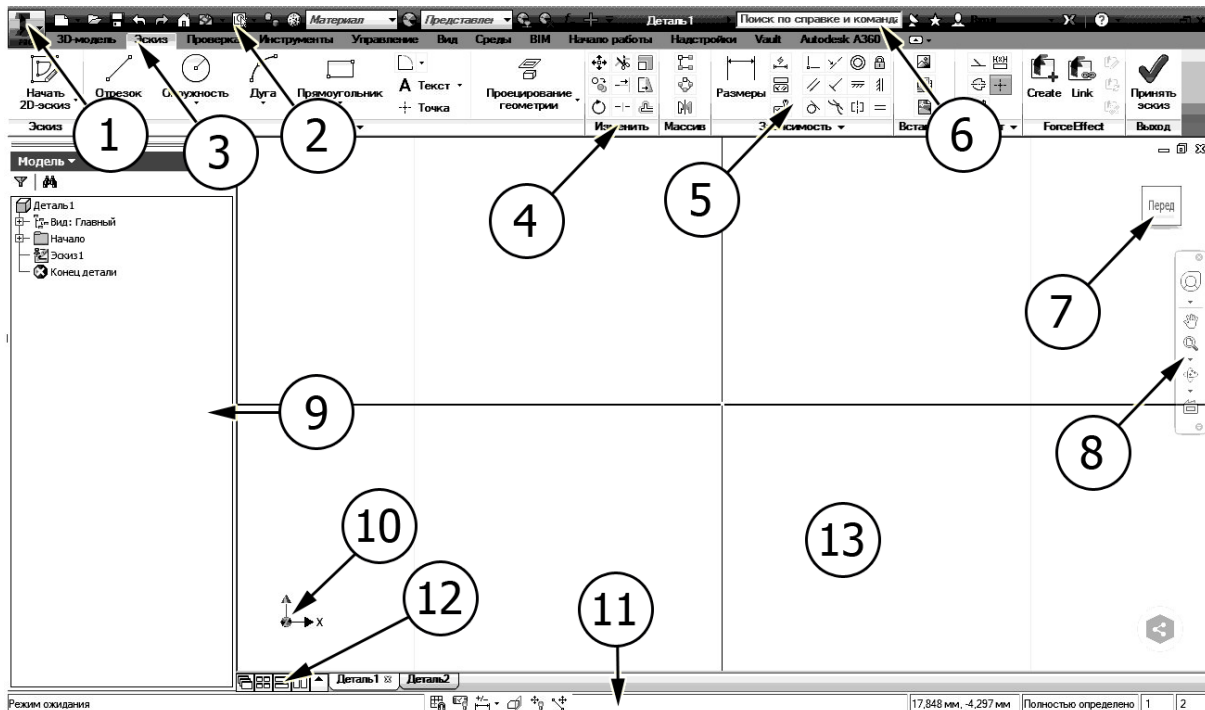 Материал Представлен Деталь1 Поиск по справке и команда
3D-модель Эскиз Проверка Инструменты Управление Вид Среды BIM Начало работы Надстройки Vault Autodesk A360
Начать 2D-эскиз
Отрезок
Окружность
Дуга
Прямоугольник
A Текст
Точка
Проецирование геометрии
Размеры
Create Link
Принять эскиз
Эскиз Изменить Массив Зависимость ForceEffect Выход
1
3
2
4
5
6
Модель
Деталь1
Вид: Главный
Начало
Эскиз1
Конец детали
Перед
7
8
9
10
X
12
11
13
Деталь1 Деталь2
Режим ожидания 17,848 мм, -4,297 мм Полностью определено 1 2